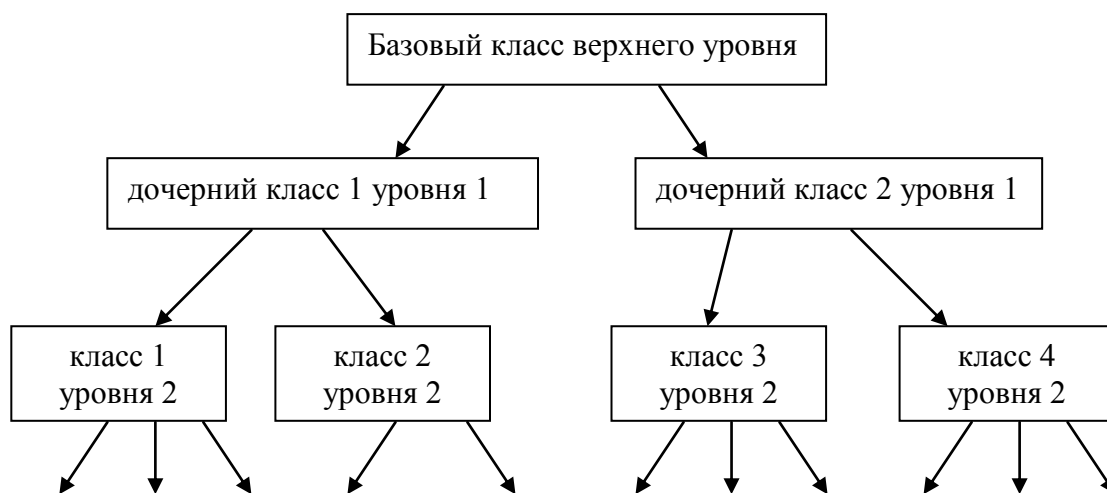 Базовый класс верхнего уровня
дочерний класс 1 уровня 1
дочерний класс 2 уровня 1
класс 1
уровня 2
класс 2
уровня 2
класс 3
уровня 2
класс 4
уровня 2